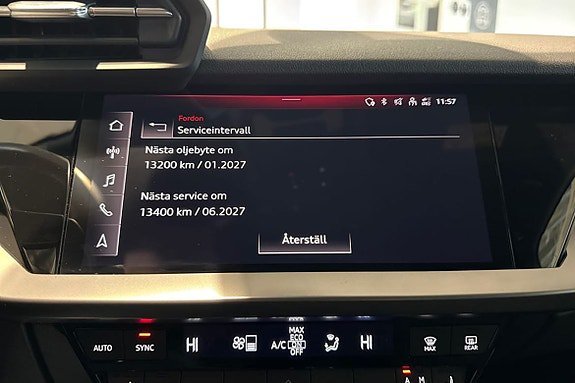 11:57
Fordon
Serviceintervall
Nästa oljebyte om
13200 km / 01.2027
Nästa service om
13400 km / 06.2027
Återställ
AUTO
SYNC
HI
A/C
MAX
ECO
ON
OFF
HI
MAX
REAR
A M